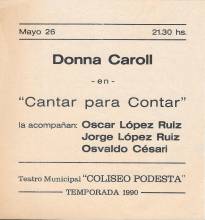 Mayo 26 21.30 hs.
Donna Caroll
- en -
"Cantar para Contar"
la acompañan: Oscar López Ruiz
Jorge López Ruiz
Osvaldo Césari
Teatro Municipal "COLISEO PODESTA"
TEMPORADA 1990